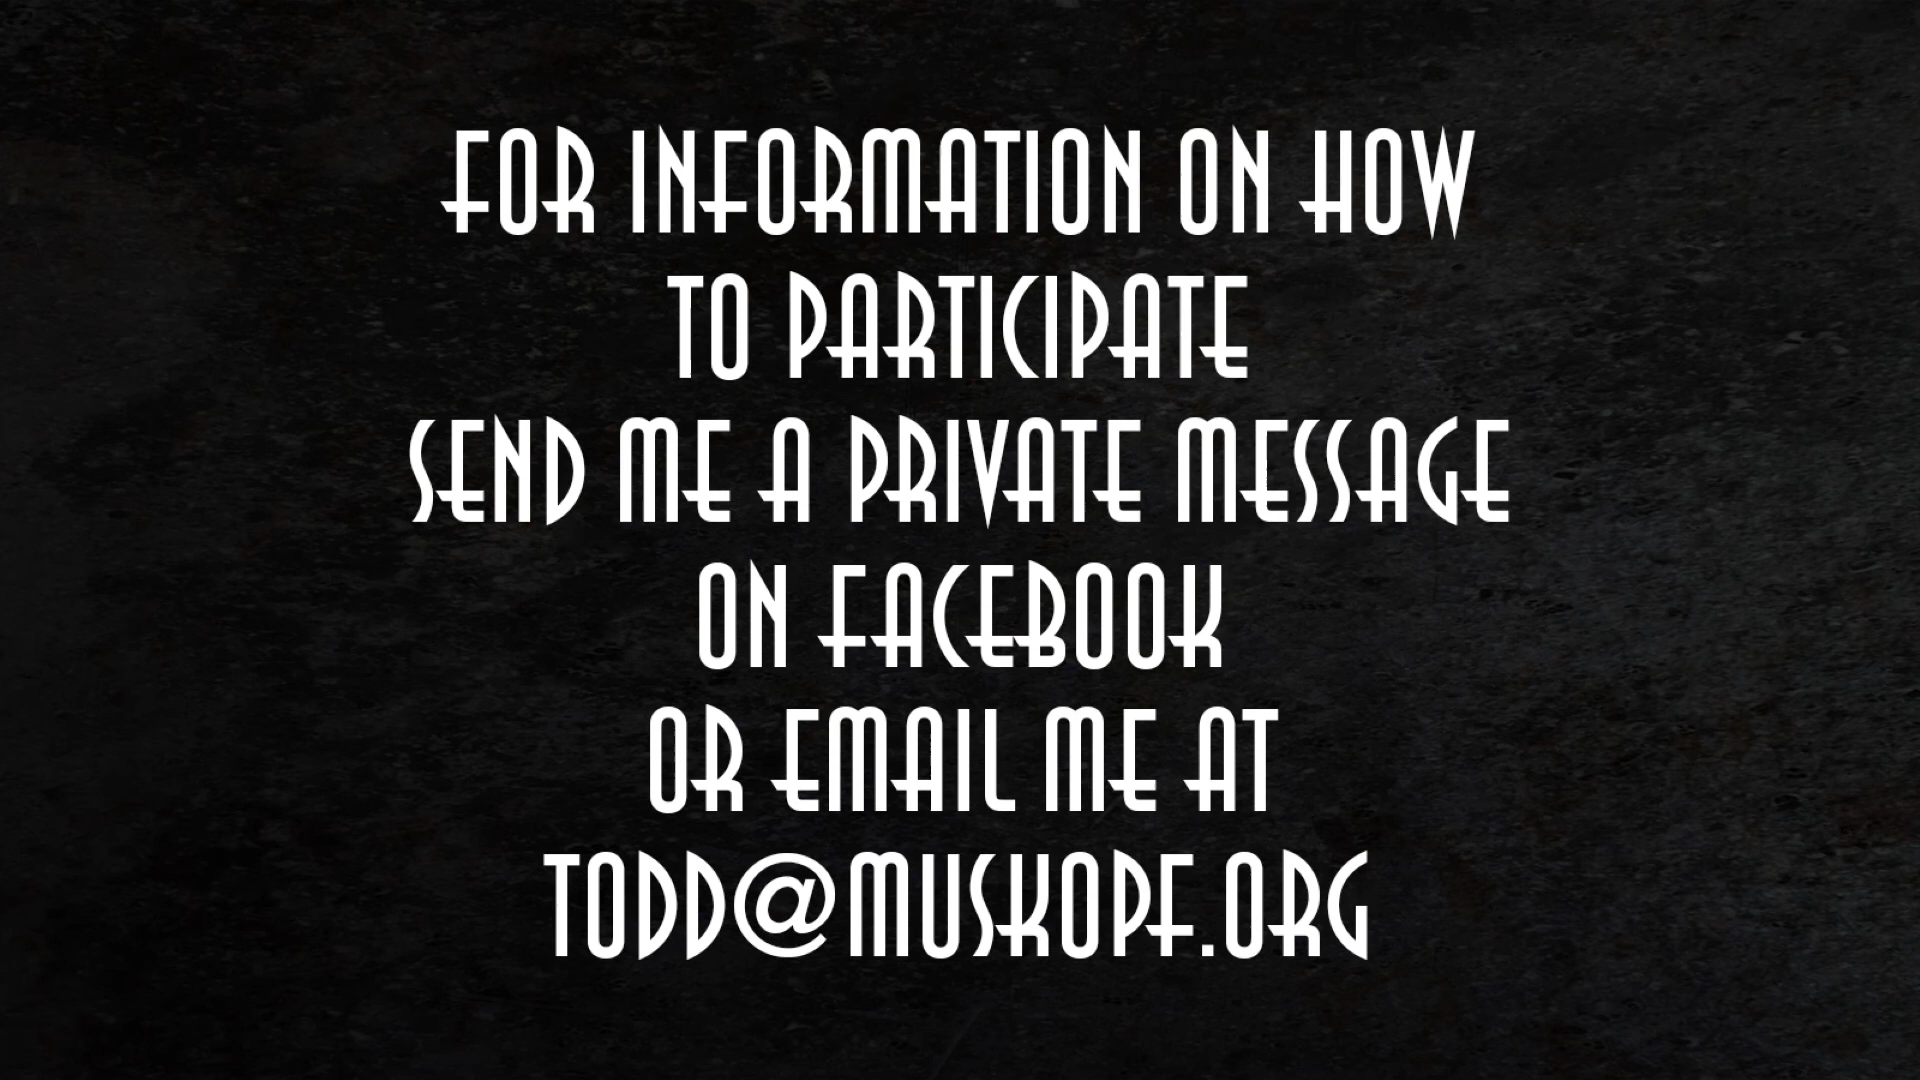 FOR INFORMATION ON HOW
TO PARTICIPATE
SEND ME A PRIVATE MESSAGE
ON FACEBOOK
OR EMAIL ME AT
TODD@MUSKOPF.ORG